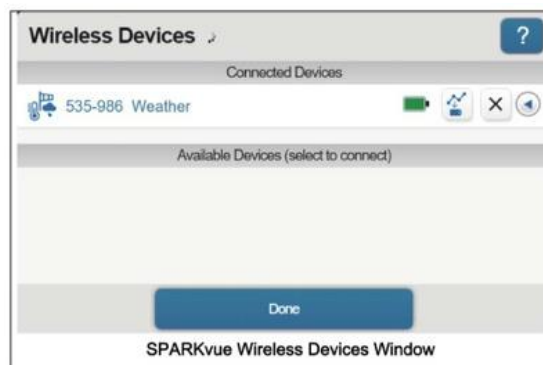 Wireless Devices
?
Connected Devices
535-986 Weather
Available Devices (select to connect)
Done
SPARKvue Wireless Devices Window